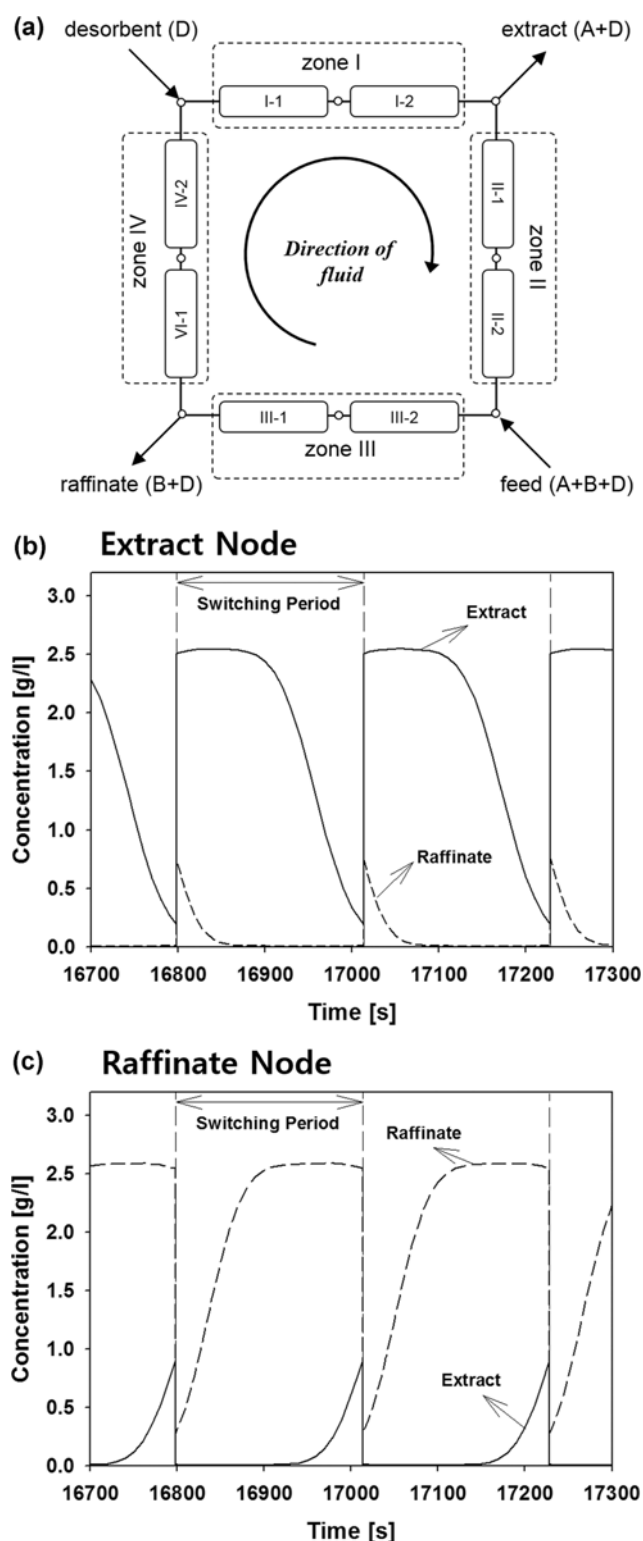 (a)
desorbent (D)
extract (A+D)
zone I
I-1
I-2
IV-2
VI-1
zone IV
II-1
II-2
zone II
Direction of
fluid
III-1
III-2
zone III
raffinate (B+D)
feed (A+B+D)
(b) Extract Node
3.0
2.5
2.0
1.5
1.0
0.5
0.0
Concentration [g/l]
Switching Period
Extract
Raffinate
16700 16800 16900 17000 17100 17200 17300
Time [s]
(c) Raffinate Node
3.0
2.5
2.0
1.5
1.0
0.5
0.0
Concentration [g/l]
Switching Period
Raffinate
Extract
16700 16800 16900 17000 17100 17200 17300
Time [s]